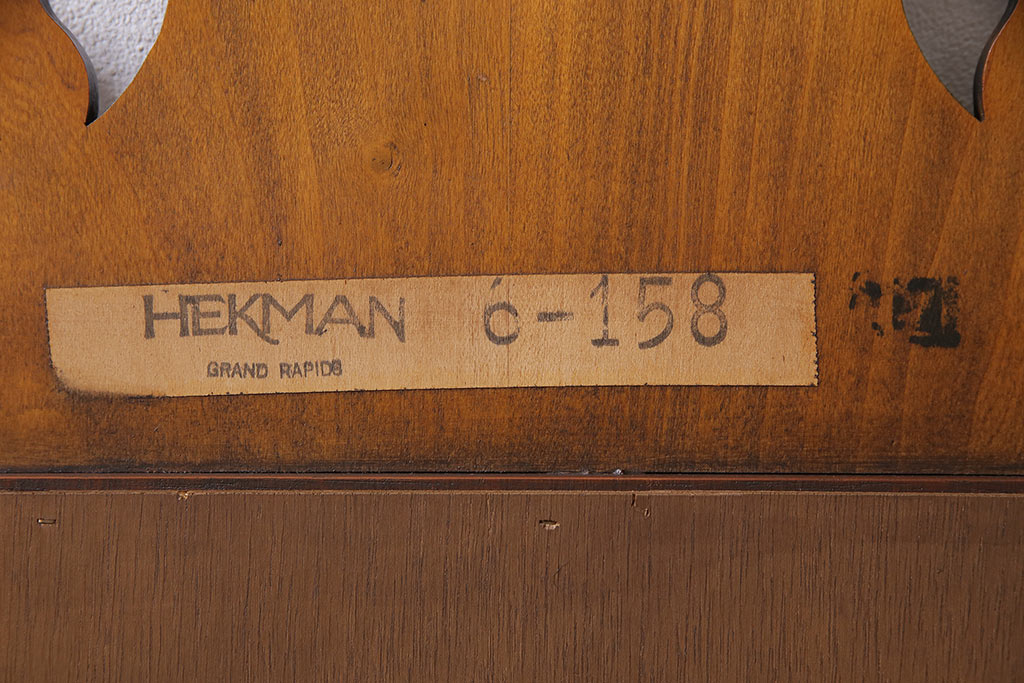 HEKMAN 6-158
GRAND RAPIDS